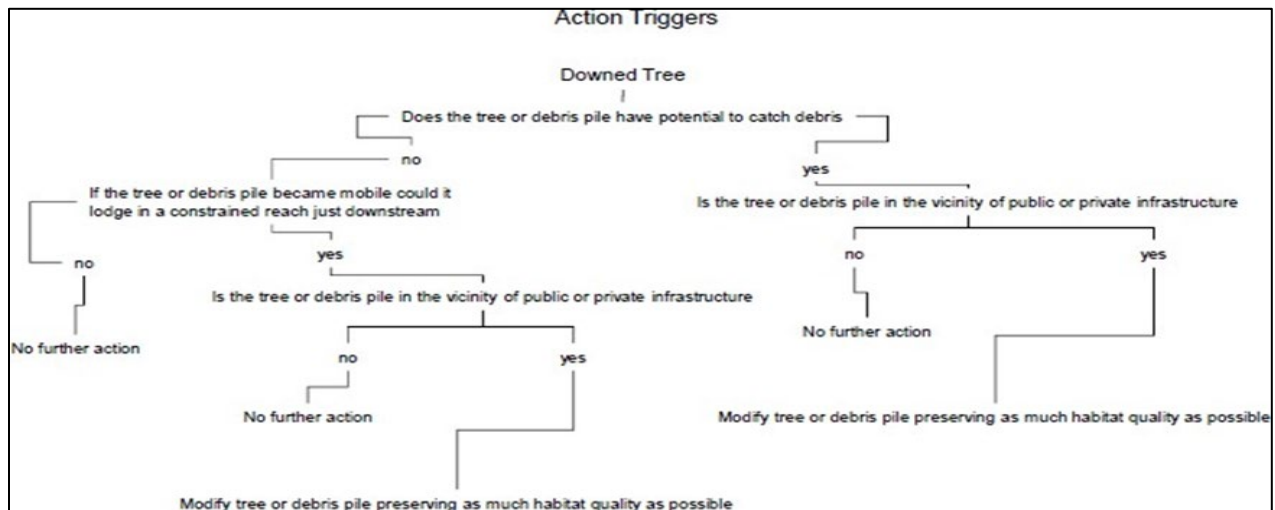 Action Triggers
Downed Tree
Does the tree or debris pile have potential to catch debris
no
yes
If the tree or debris pile became mobile could it
lodge in a constrained reach just downstream
Is the tree or debris pile in the vicinity of public or private infrastructure
no
yes
no
yes
Is the tree or debris pile in the vicinity of public or private infrastructure
No further action
No further action
no
yes
No further action
Modify tree or debris pile preserving as much habitat quality as possible
Modify tree or debris pile preserving as much habitat quality as possible